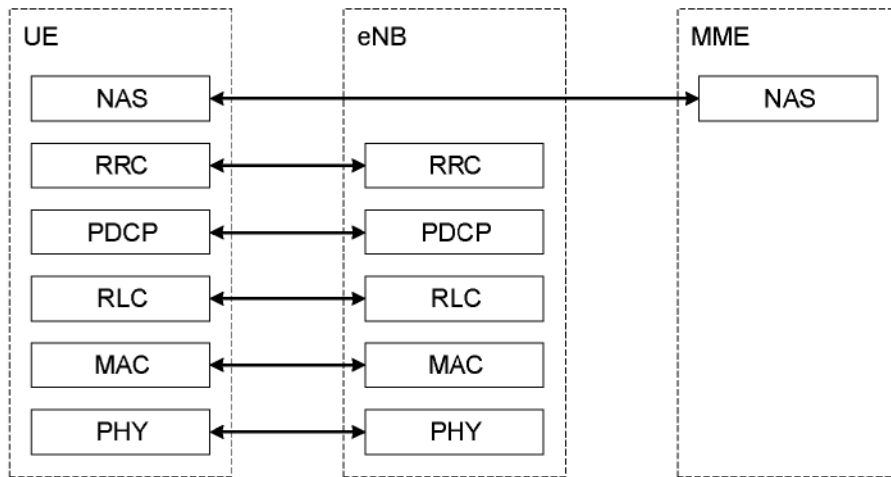 UE eNB MME
NAS NAS
RRC RRC
PDCP PDCP
RLC RLC
MAC MAC
PHY PHY